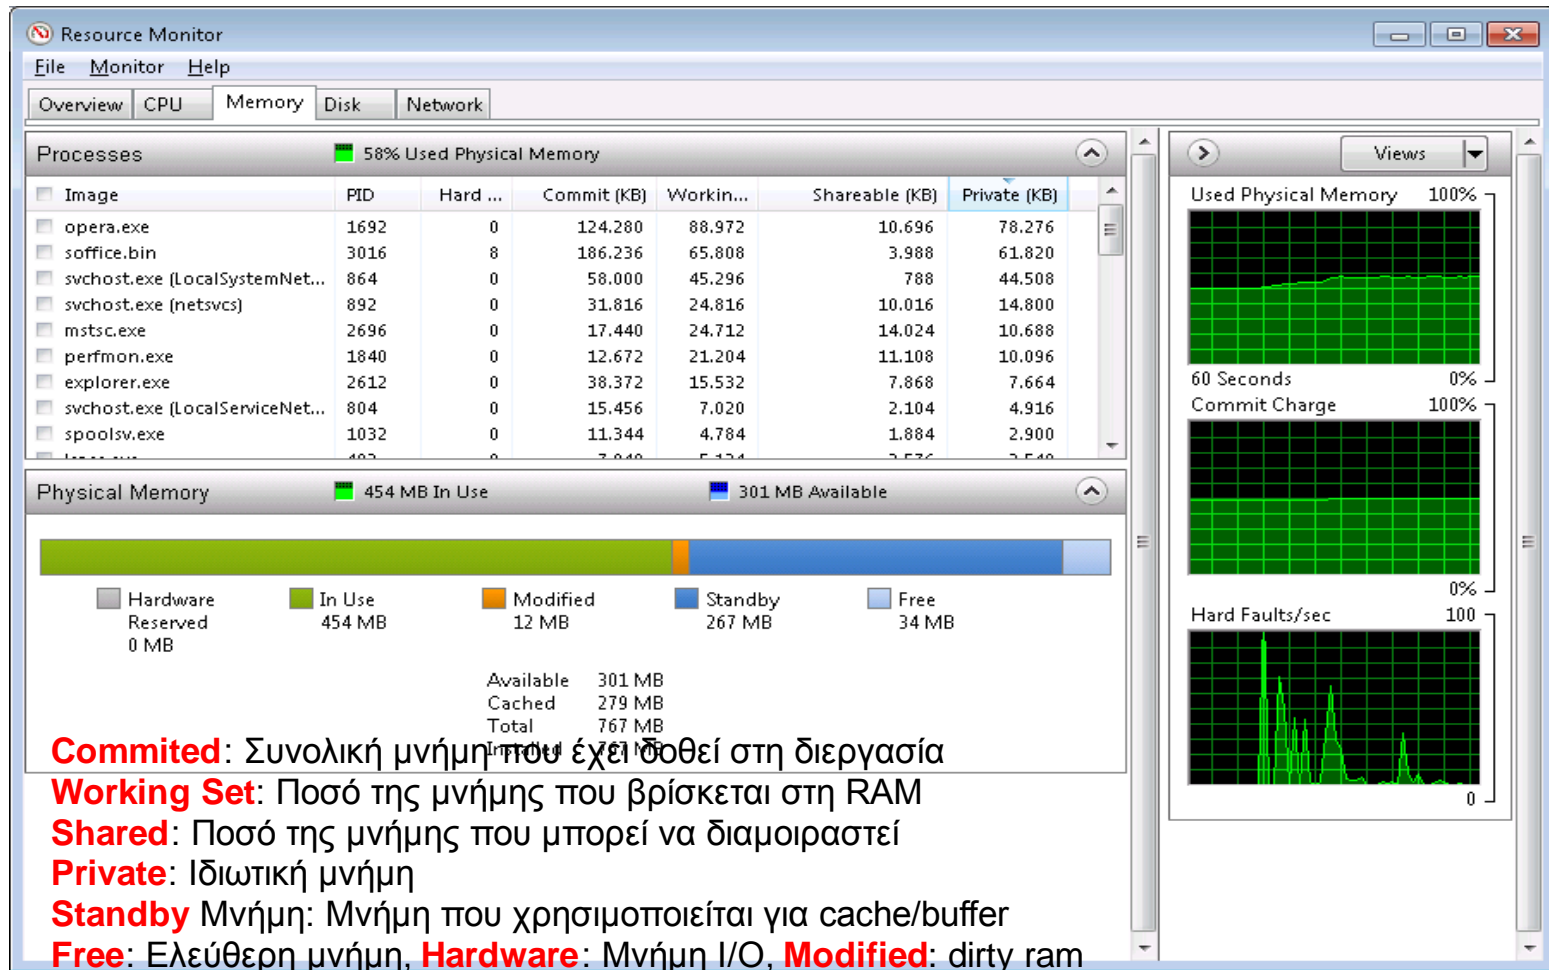 Resource Monitor
File Monitor Help
Overview CPU Memory Disk Network
Processes 58% Used Physical Memory
Image PID Hard ... Commit (KB) Workin... Shareable (KB) Private (KB)
opera.exe 1692 0 124.280 88.972 10.696 78.276
soffice.bin 3016 8 186.236 65.808 3.988 61.820
svchost.exe (LocalSystemNet... 864 0 58.000 45.296 788 44.508
svchost.exe (netsvcs) 892 0 31.816 24.816 10.016 14.800
mstsc.exe 2696 0 17.440 24.712 14.024 10.688
perfmon.exe 1840 0 12.672 21.204 11.108 10.096
explorer.exe 2612 0 38.372 15.532 7.868 7.664
svchost.exe (LocalServiceNet... 804 0 15.456 7.020 2.104 4.916
spoolsv.exe 1032 0 11.344 4.784 1.884 2.900
Physical Memory 454 MB In Use 301 MB Available
Hardware Reserved 0 MB
In Use 454 MB
Modified 12 MB
Standby 267 MB
Free 34 MB
Available 301 MB
Cached 279 MB
Total 767 MB
Installed 767 MB
Commited: Συνολική μνήμη που έχει δοθεί στη διεργασία
Working Set: Ποσό της μνήμης που βρίσκεται στη RAM
Shared: Ποσό της μνήμης που μπορεί να διαμοιραστεί
Private: Ιδιωτική μνήμη
Standby Μνήμη: Μνήμη που χρησιμοποιείται για cache/buffer
Free: Ελεύθερη μνήμη, Hardware: Μνήμη I/O, Modified: dirty ram
Views
Used Physical Memory 100%
60 Seconds 0%
Commit Charge 100%
0%
Hard Faults/sec 100
0